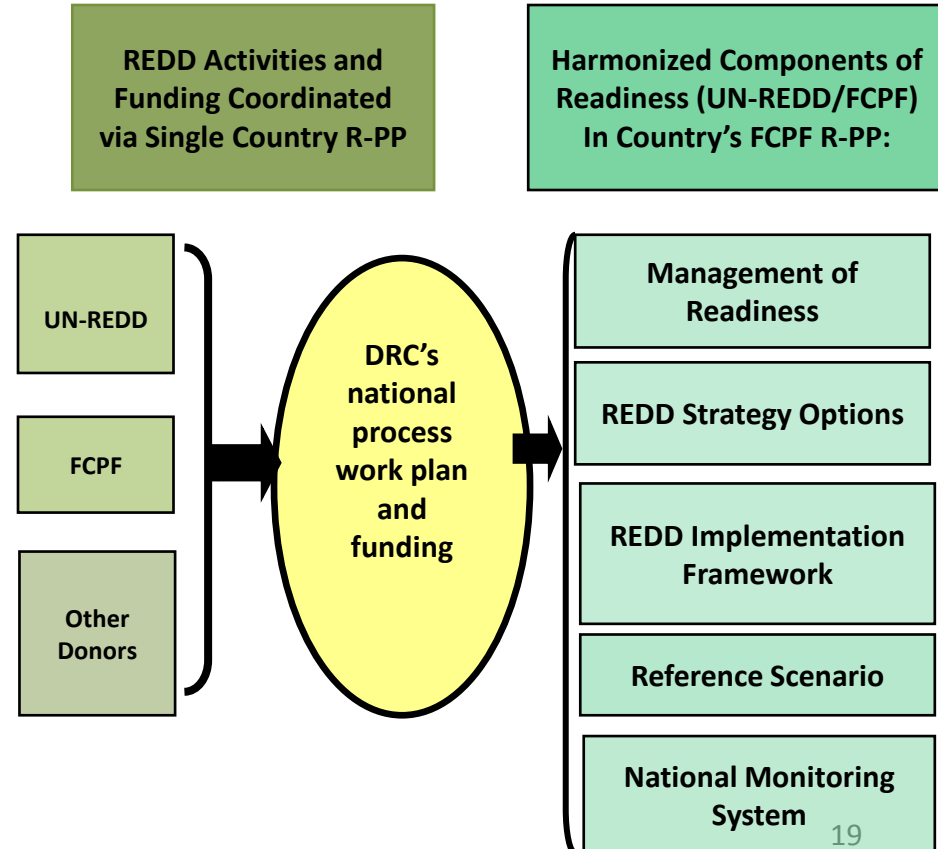 REDD Activities and
Funding Coordinated
via Single Country R-PP
Harmonized Components of
Readiness (UN-REDD/FCPF)
In Country's FCPF R-PP:
UN-REDD
FCPF
Other
Donors
DRC's
national
process
work plan
and
funding
Management of
Readiness
REDD Strategy Options
REDD Implementation
Framework
Reference Scenario
National Monitoring
System
19